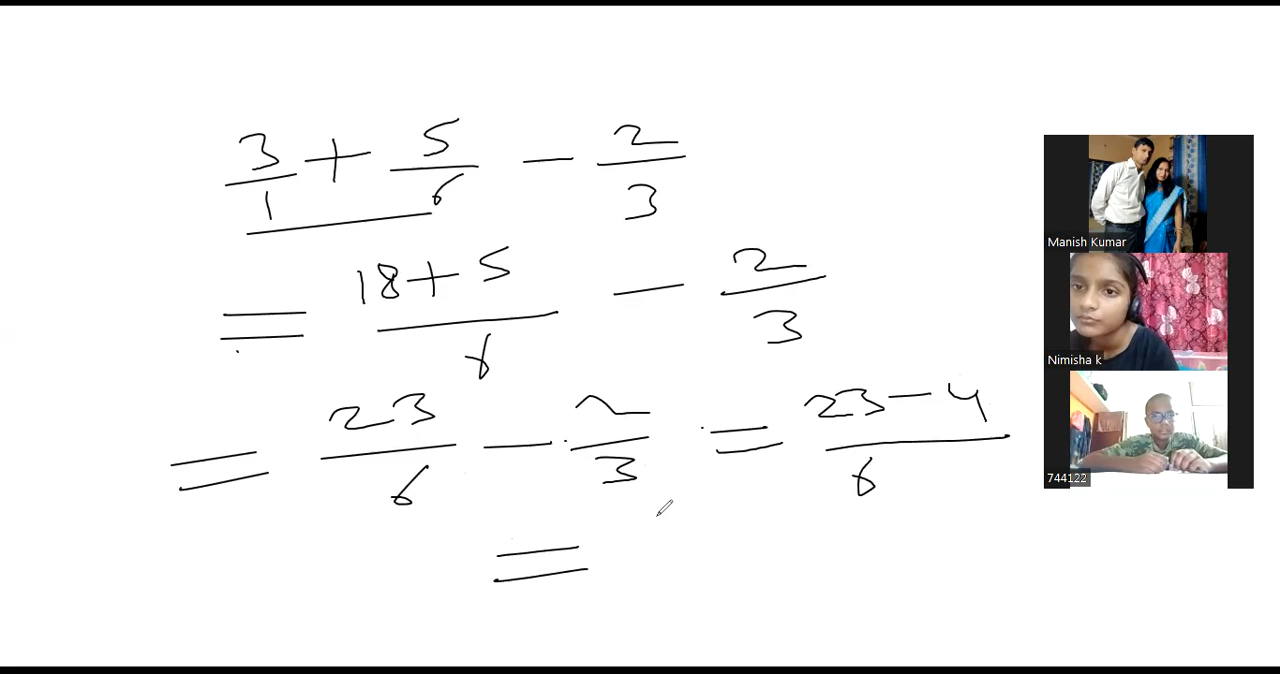 3/1 + 5/6 − 2/3
= 18+5/6 − 2/3
= 23/6 − 2/3 = 23−4/6
=
Manish Kumar
Nimisha k
744122